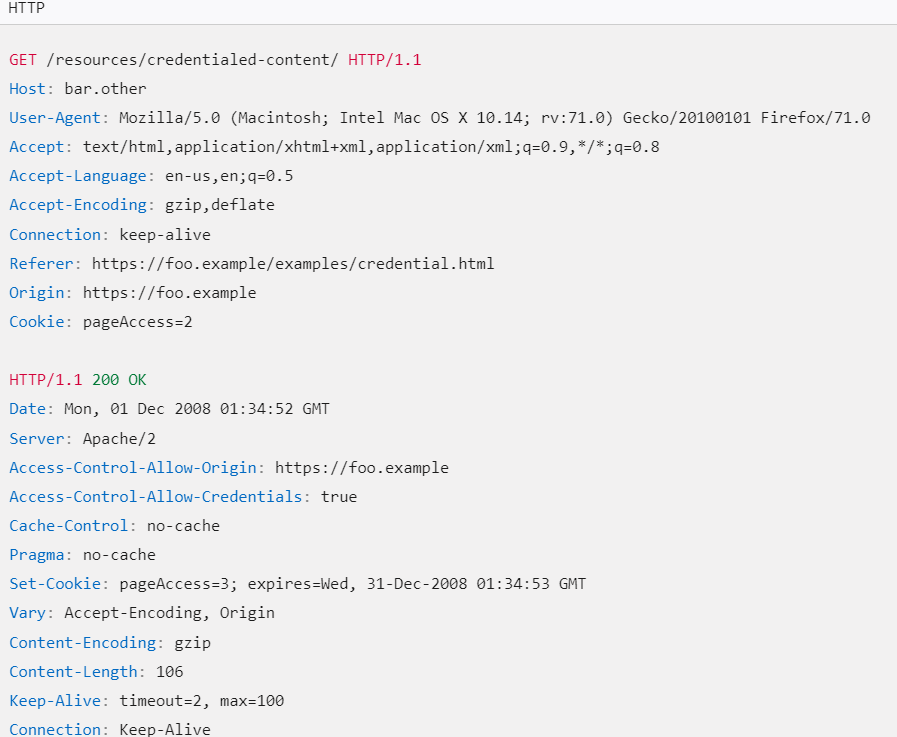 HTTP
GET /resources/credentialed-content/ HTTP/1.1
Host: bar.other
User-Agent: Mozilla/5.0 (Macintosh; Intel Mac OS X 10.14; rv:71.0) Gecko/20100101 Firefox/71.0
Accept: text/html,application/xhtml+xml,application/xml;q=0.9,*/*;q=0.8
Accept-Language: en-us,en;q=0.5
Accept-Encoding: gzip,deflate
Connection: keep-alive
Referer: https://foo.example/examples/credential.html
Origin: https://foo.example
Cookie: pageAccess=2
HTTP/1.1 200 OK
Date: Mon, 01 Dec 2008 01:34:52 GMT
Server: Apache/2
Access-Control-Allow-Origin: https://foo.example
Access-Control-Allow-Credentials: true
Cache-Control: no-cache
Pragma: no-cache
Set-Cookie: pageAccess=3; expires=Wed, 31-Dec-2008 01:34:53 GMT
Vary: Accept-Encoding, Origin
Content-Encoding: gzip
Content-Length: 106
Keep-Alive: timeout=2, max=100
Connection: Keep-Alive